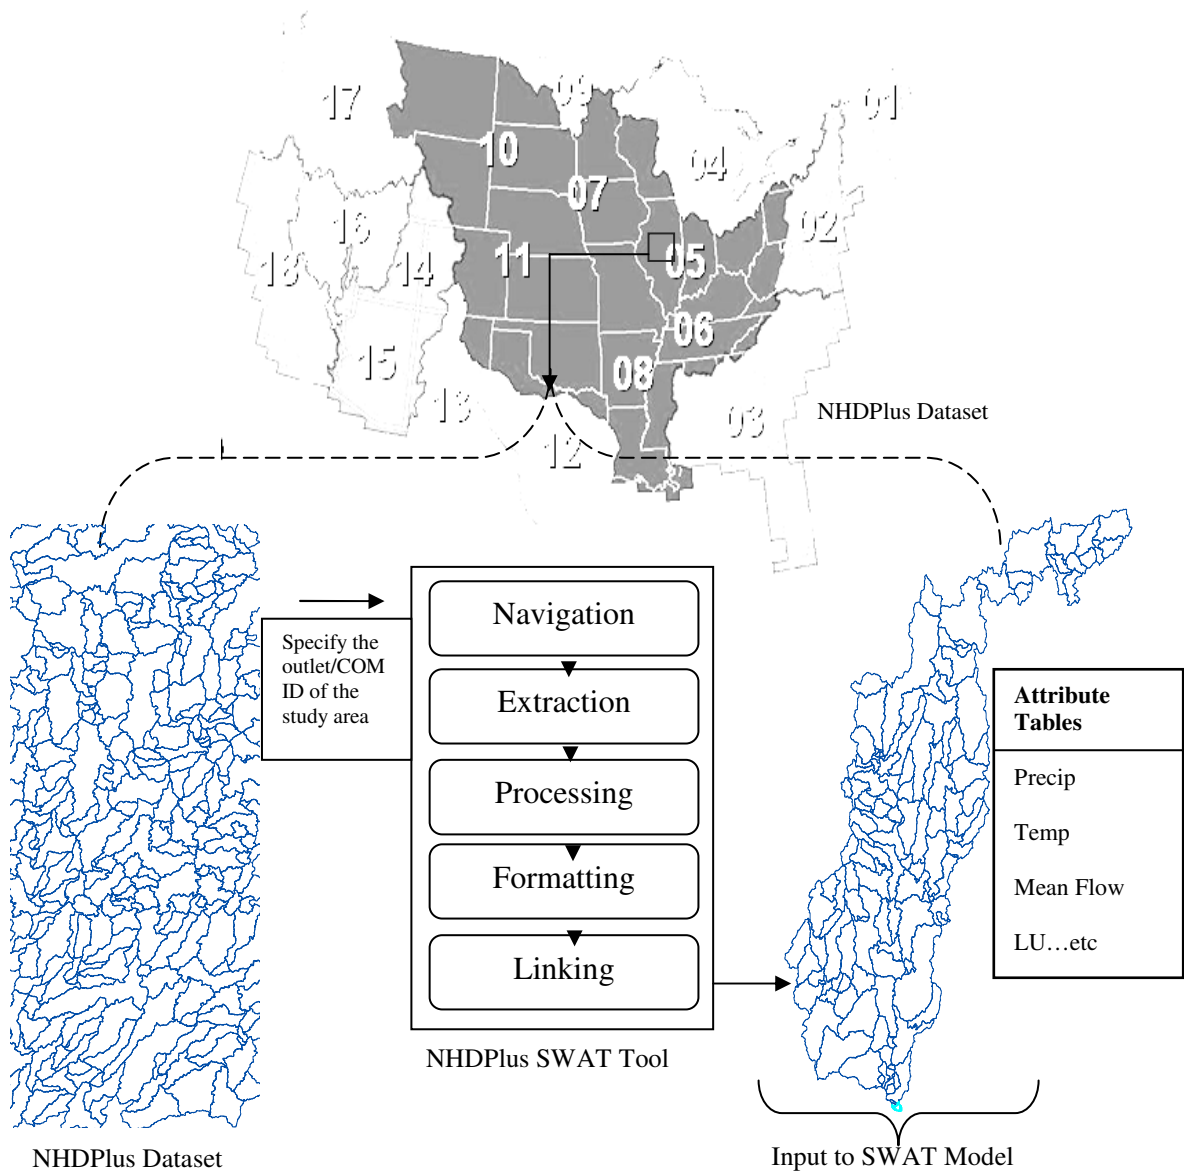 17
09
01
10
04
07
16
02
18
14
11
05
06
15
08
13
03
NHDPlus Dataset
12
Specify the
outlet/COM
ID of the
study area
Navigation
Extraction
Processing
Formatting
Linking
NHDPlus SWAT Tool
Attribute
Tables
Precip
Temp
Mean Flow
LU…etc
NHDPlus Dataset
Input to SWAT Model